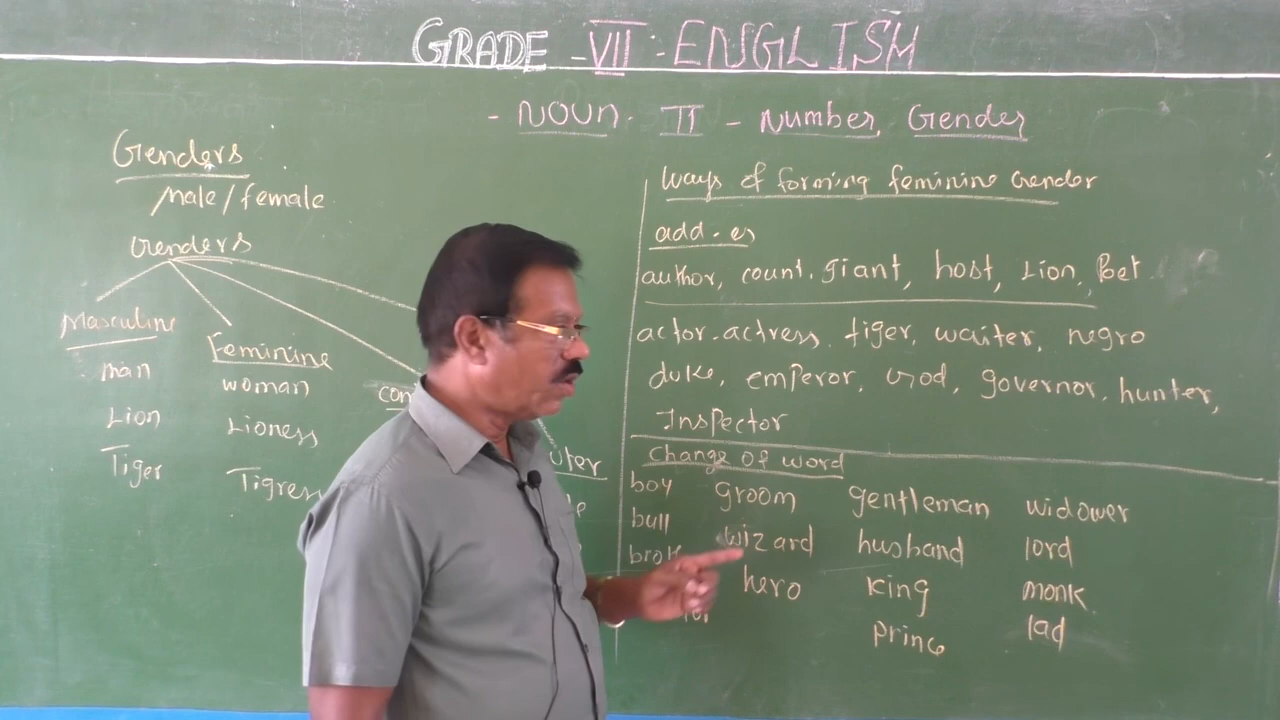 GRADE - VII - ENGLISH
- NOUN. II - Number, Gender
Genders
Male/female
Genders
Masculine
Man
Lion
Tiger
Feminine
woman
Lioness
Tigress
Ways of forming feminine Gender
add - es
author, count, giant, host, Lion, Poet
actor - actress, tiger, waiter, negro
duke, emperor, God, governor, hunter,
Inspector
Change of word
boy groom gentleman widower
bull wizard husband lord
hero king monk
prince lad